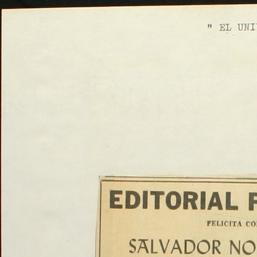 " EL UNI
EDITORIAL F
FELICITA CO
SALVADOR NO